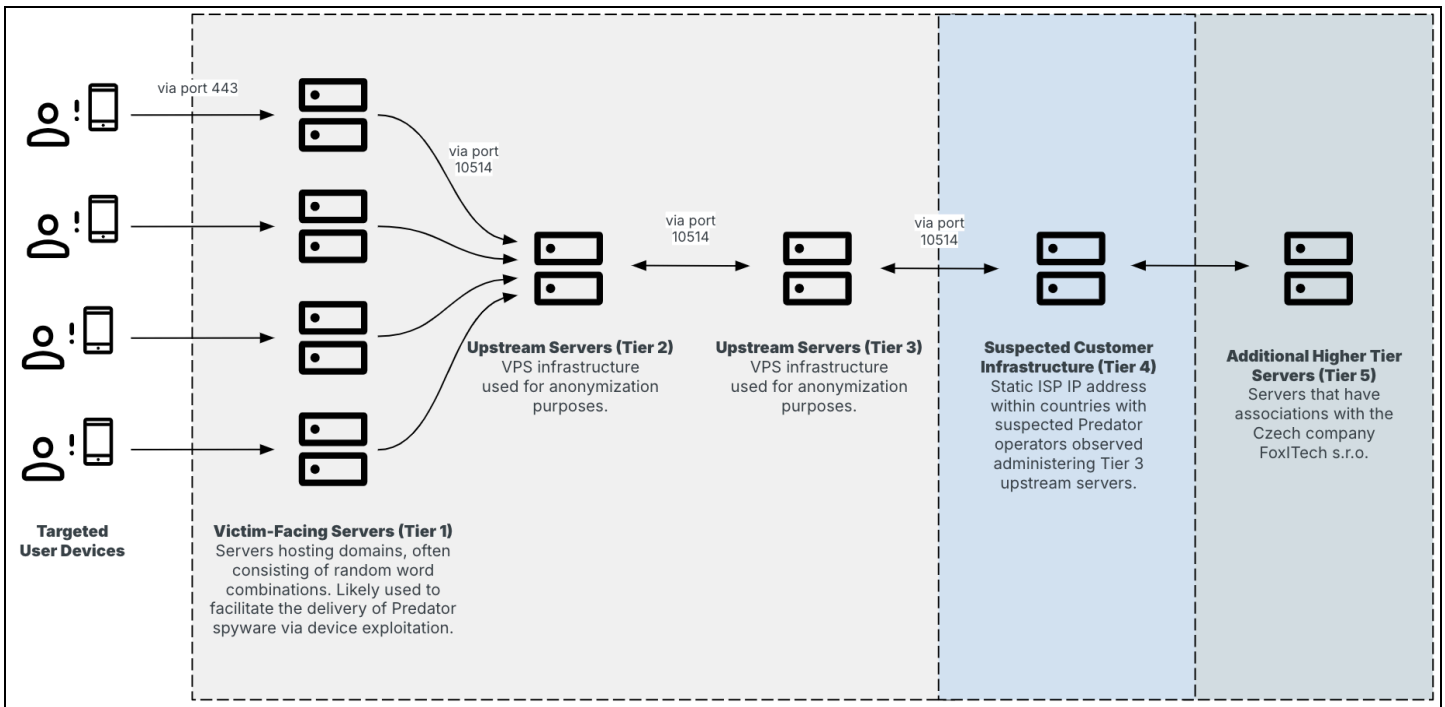 via port 443
via port
10514
via port
10514
via port
10514
Targeted
User Devices
Victim-Facing Servers (Tier 1)
Servers hosting domains, often
consisting of random word
combinations. Likely used to
facilitate the delivery of Predator
spyware via device exploitation.
Upstream Servers (Tier 2)
VPS infrastructure
used for anonymization
purposes.
Upstream Servers (Tier 3)
VPS infrastructure
used for anonymization
purposes.
Suspected Customer
Infrastructure (Tier 4)
Static ISP IP address
within countries with
suspected Predator
operators observed
administering Tier 3
upstream servers.
Additional Higher Tier
Servers (Tier 5)
Servers that have
associations with the
Czech company
FoxITech s.r.o.